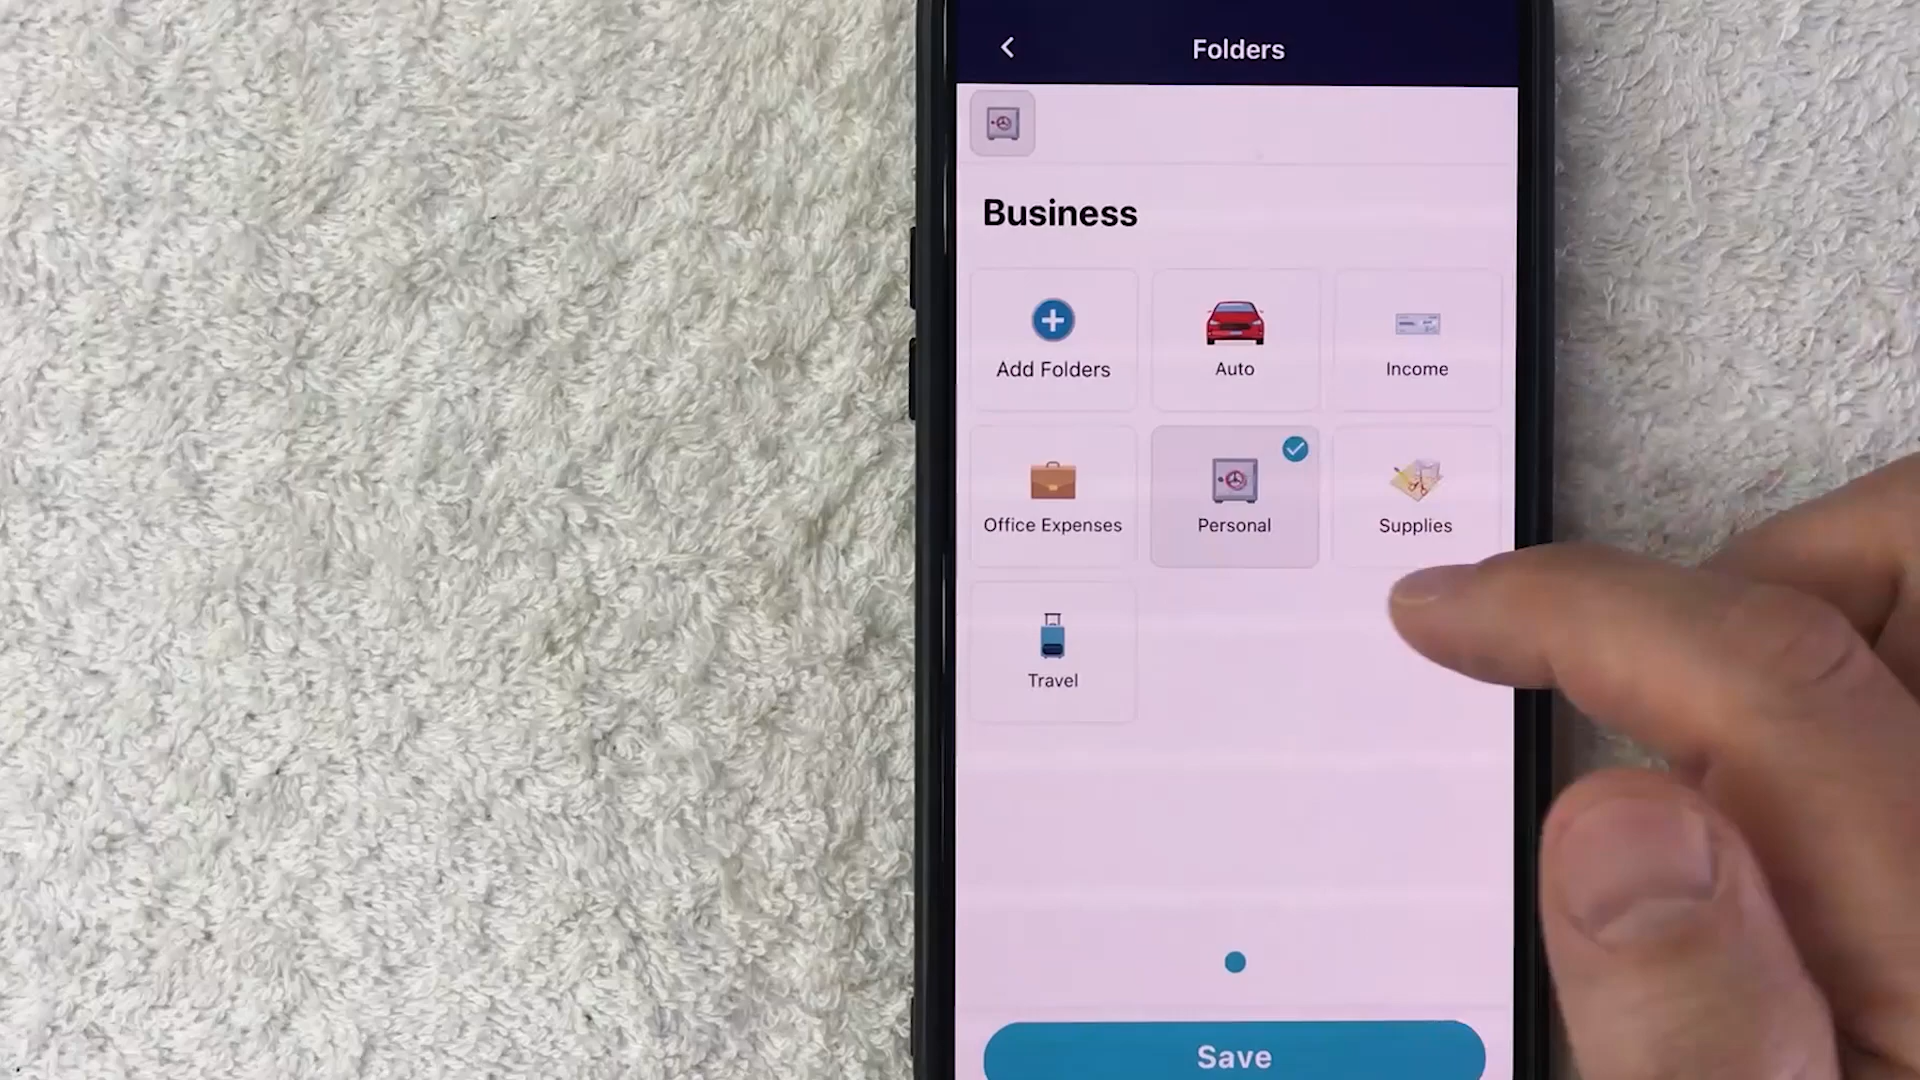 Folders
Business
Add Folders
Auto
Income
Office Expenses
Personal
Supplies
Travel
Save